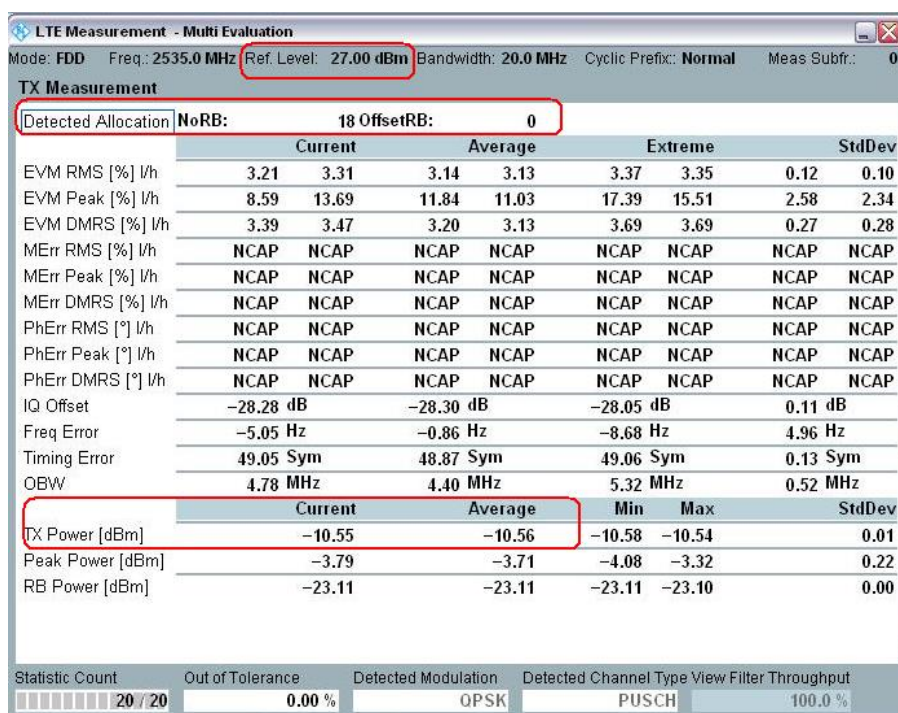 LTE Measurement - Multi Evaluation
Mode: FDD Freq.: 2535.0 MHz Ref. Level: 27.00 dBm Bandwidth: 20.0 MHz Cyclic Prefix:: Normal Meas Subfr.: 0
TX Measurement
Detected Allocation NoRB: 18 OffsetRB: 0
Current Average Extreme StdDev
EVM RMS [%] l/h 3.21 3.31 3.14 3.13 3.37 3.35 0.12 0.10
EVM Peak [%] l/h 8.59 13.69 11.84 11.03 17.39 15.51 2.58 2.34
EVM DMRS [%] l/h 3.39 3.47 3.20 3.13 3.69 3.69 0.27 0.28
MErr RMS [%] l/h NCAP NCAP NCAP NCAP NCAP NCAP NCAP NCAP
MErr Peak [%] l/h NCAP NCAP NCAP NCAP NCAP NCAP NCAP NCAP
MErr DMRS [%] l/h NCAP NCAP NCAP NCAP NCAP NCAP NCAP NCAP
PhErr RMS [°] l/h NCAP NCAP NCAP NCAP NCAP NCAP NCAP NCAP
PhErr Peak [°] l/h NCAP NCAP NCAP NCAP NCAP NCAP NCAP NCAP
PhErr DMRS [°] l/h NCAP NCAP NCAP NCAP NCAP NCAP NCAP NCAP
IQ Offset −28.28 dB −28.30 dB −28.05 dB 0.11 dB
Freq Error −5.05 Hz −0.86 Hz −8.68 Hz 4.96 Hz
Timing Error 49.05 Sym 48.87 Sym 49.06 Sym 0.13 Sym
OBW 4.78 MHz 4.40 MHz 5.32 MHz 0.52 MHz
Current Average Min Max StdDev
TX Power [dBm] −10.55 −10.56 −10.58 −10.54 0.01
Peak Power [dBm] −3.79 −3.71 −4.08 −3.32 0.22
RB Power [dBm] −23.11 −23.11 −23.11 −23.10 0.00
Statistic Count Out of Tolerance Detected Modulation Detected Channel Type View Filter Throughput
20 / 20 0.00 % QPSK PUSCH 100.0 %